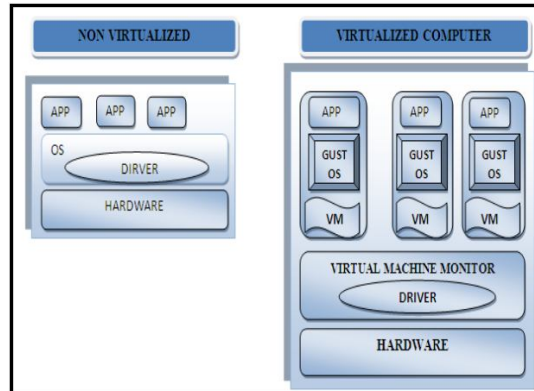 NON VIRTUALIZED
APP APP APP
OS
DIRVER
HARDWARE
VIRTUALIZED COMPUTER
APP APP APP
GUST OS GUST OS GUST OS
VM VM VM
VIRTUAL MACHINE MONITOR
DRIVER
HARDWARE